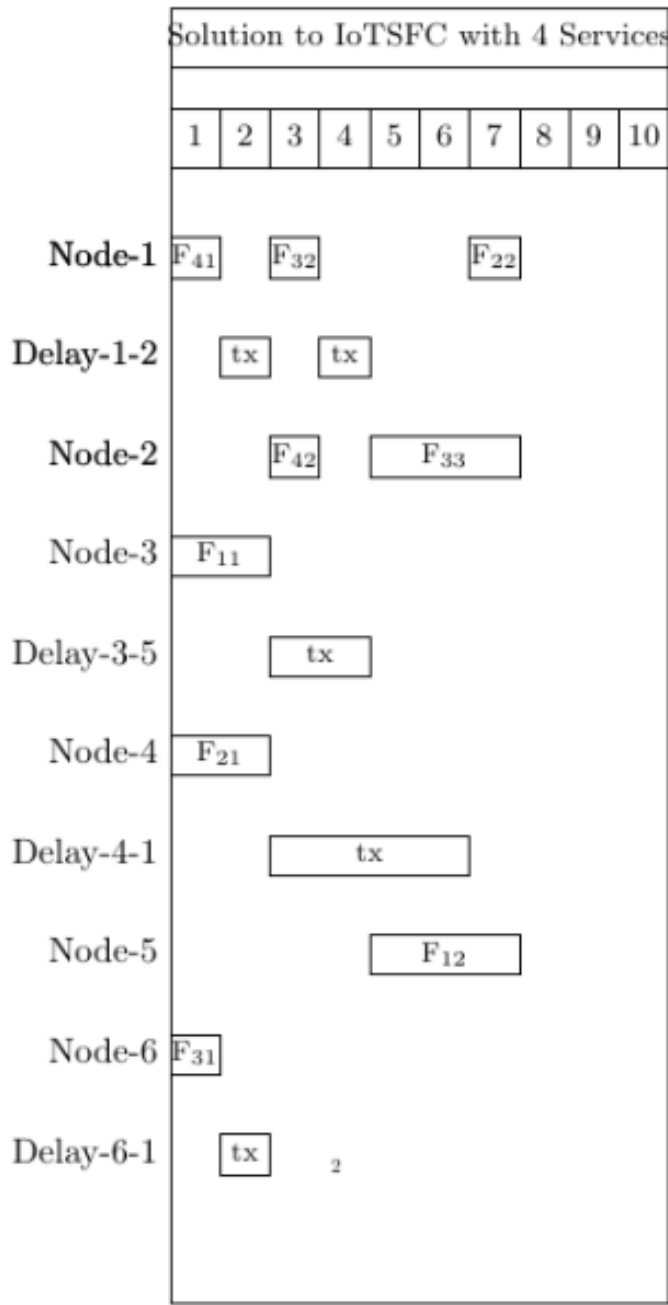 Solution to IoTSFC with 4 Services
1 2 3 4 5 6 7 8 9 10
Node-1 F₄₁ F₃₂ F₂₂
Delay-1-2 tx tx
Node-2 F₄₂ F₃₃
Node-3 F₁₁
Delay-3-5 tx
Node-4 F₂₁
Delay-4-1 tx
Node-5 F₁₂
Node-6 F₃₁
Delay-6-1 tx 2